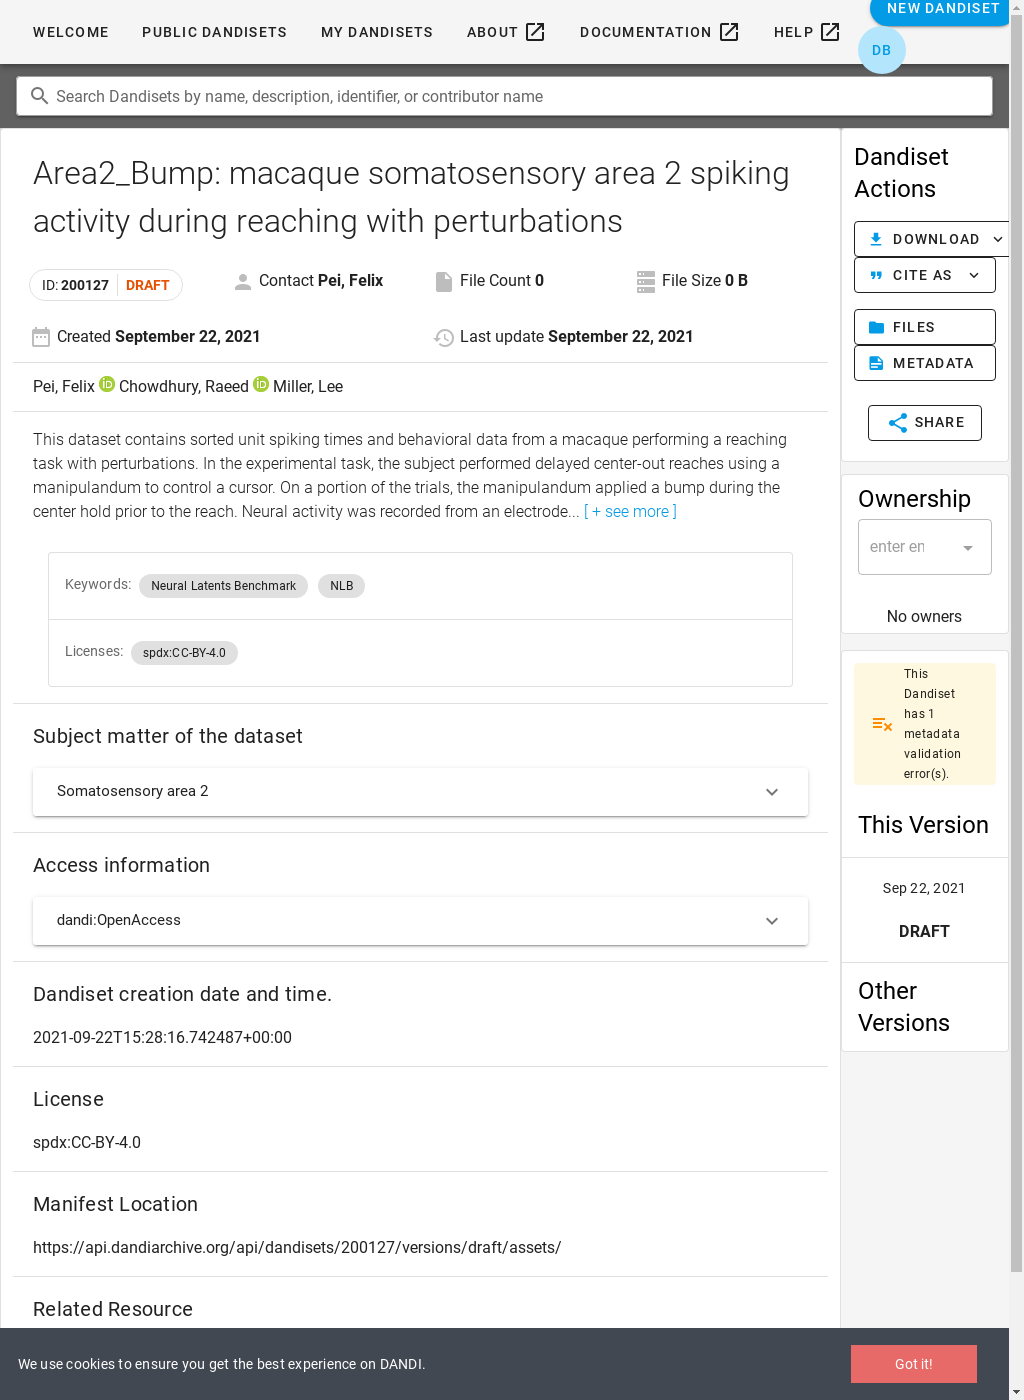 WELCOME PUBLIC DANDISETS MY DANDISETS ABOUT DOCUMENTATION HELP NEW DANDISET
DB
Search Dandisets by name, description, identifier, or contributor name
Area2_Bump: macaque somatosensory area 2 spiking
activity during reaching with perturbations
ID: 200127 DRAFT Contact Pei, Felix File Count 0 File Size 0 B
Created September 22, 2021 Last update September 22, 2021
Pei, Felix iD Chowdhury, Raeed iD Miller, Lee
This dataset contains sorted unit spiking times and behavioral data from a macaque performing a reaching
task with perturbations. In the experimental task, the subject performed delayed center-out reaches using a
manipulandum to control a cursor. On a portion of the trials, the manipulandum applied a bump during the
center hold prior to the reach. Neural activity was recorded from an electrode... [ + see more ]
Keywords: Neural Latents Benchmark NLB
Licenses: spdx:CC-BY-4.0
Subject matter of the dataset
Somatosensory area 2
Access information
dandi:OpenAccess
Dandiset creation date and time.
2021-09-22T15:28:16.742487+00:00
License
spdx:CC-BY-4.0
Manifest Location
https://api.dandiarchive.org/api/dandisets/200127/versions/draft/assets/
Related Resource
Dandiset
Actions
DOWNLOAD
CITE AS
FILES
METADATA
SHARE
Ownership
enter en
No owners
This
Dandiset
has 1
metadata
validation
error(s).
This Version
Sep 22, 2021
DRAFT
Other
Versions
We use cookies to ensure you get the best experience on DANDI.
Got it!